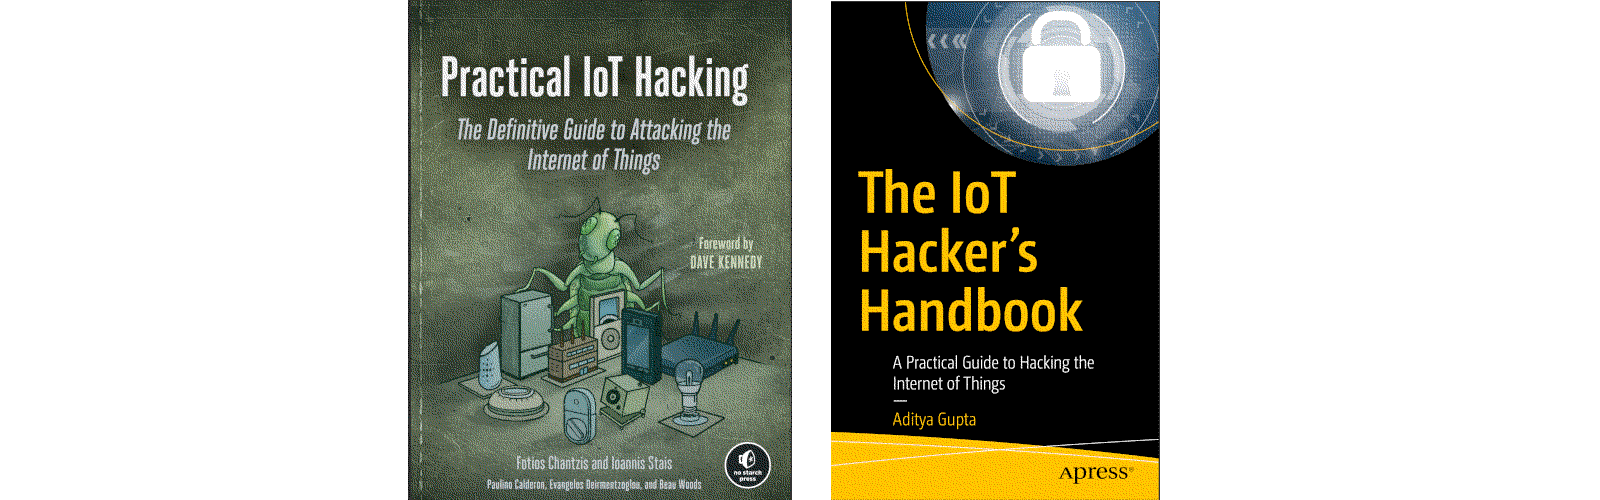 Practical IoT Hacking
The Definitive Guide to Attacking the
Internet of Things
Foreword by
DAVE KENNEDY
Fotios Chantzis and Ioannis Stais
Paulino Calderon, Evangelos Deirmentzoglou, and Beau Woods
no starch
press
The IoT
Hacker's
Handbook
A Practical Guide to Hacking the
Internet of Things
Aditya Gupta
Apress®